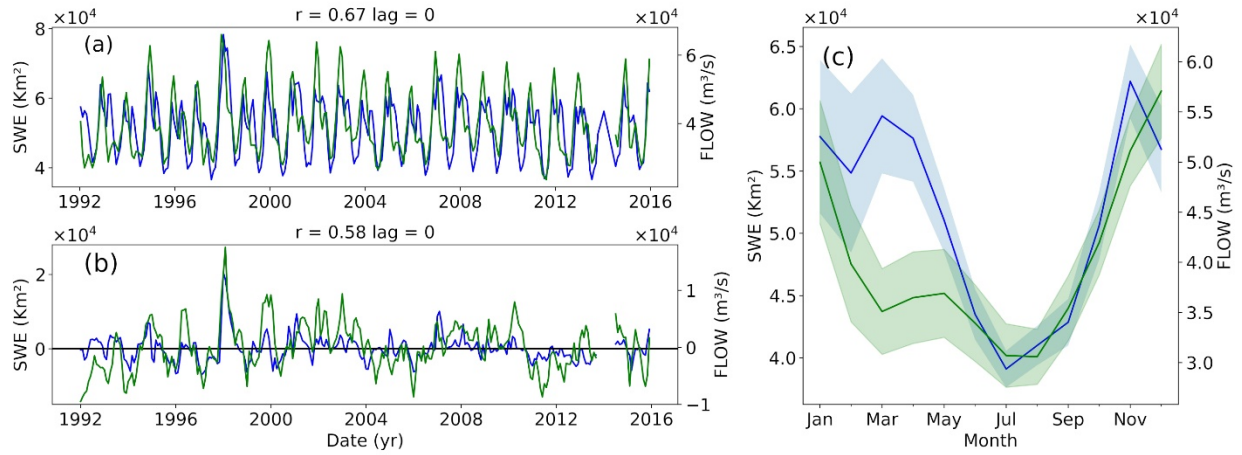 ×10⁴
r = 0.67 lag = 0
×10⁴
(a)
SWE (Km²)
8
6
4
6
4
FLOW (m³/s)
1992 1996 2000 2004 2008 2012 2016
×10⁴
r = 0.58 lag = 0
×10⁴
(b)
SWE (Km²)
2
0
1
0
−1
FLOW (m³/s)
1992 1996 2000 2004 2008 2012 2016
Date (yr)
×10⁴
×10⁴
(c)
SWE (Km²)
6.5
6.0
5.5
5.0
4.5
4.0
6.0
5.5
5.0
4.5
4.0
3.5
3.0
FLOW (m³/s)
Jan Mar May Jul Sep Nov
Month